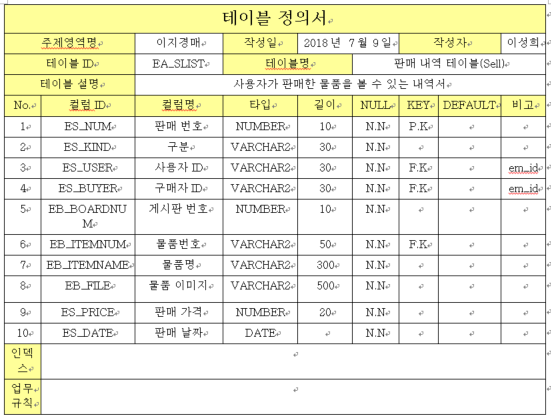 테이블 정의서
주제영역명 이지경매 작성일 2018년 7월 9일 작성자 이성희
테이블 ID EA_SLIST 테이블명 판매 내역 테이블(Sell)
테이블 설명 사용자가 판매한 물품을 볼 수 있는 내역서
No. 컬럼 ID 컬럼명 타입 길이 NULL KEY DEFAULT 비고
1 ES_NUM 판매 번호 NUMBER 10 N.N P.K
2 ES_KIND 구분 VARCHAR2 30 N.N
3 ES_USER 사용자 ID VARCHAR2 30 N.N F.K em_id
4 ES_BUYER 구매자 ID VARCHAR2 30 N.N F.K em_id
5 EB_BOARDNU 게시판 번호 NUMBER 10 N.N
M
6 EB_ITEMNUM 물품번호 VARCHAR2 50 N.N F.K
7 EB_ITEMNAME 물품명 VARCHAR2 300 N.N
8 EB_FILE 물품 이미지 VARCHAR2 500 N.N
9 ES_PRICE 판매 가격 NUMBER 20 N.N
10 ES_DATE 판매 날짜 DATE N.N
인덱
스
업무
규칙